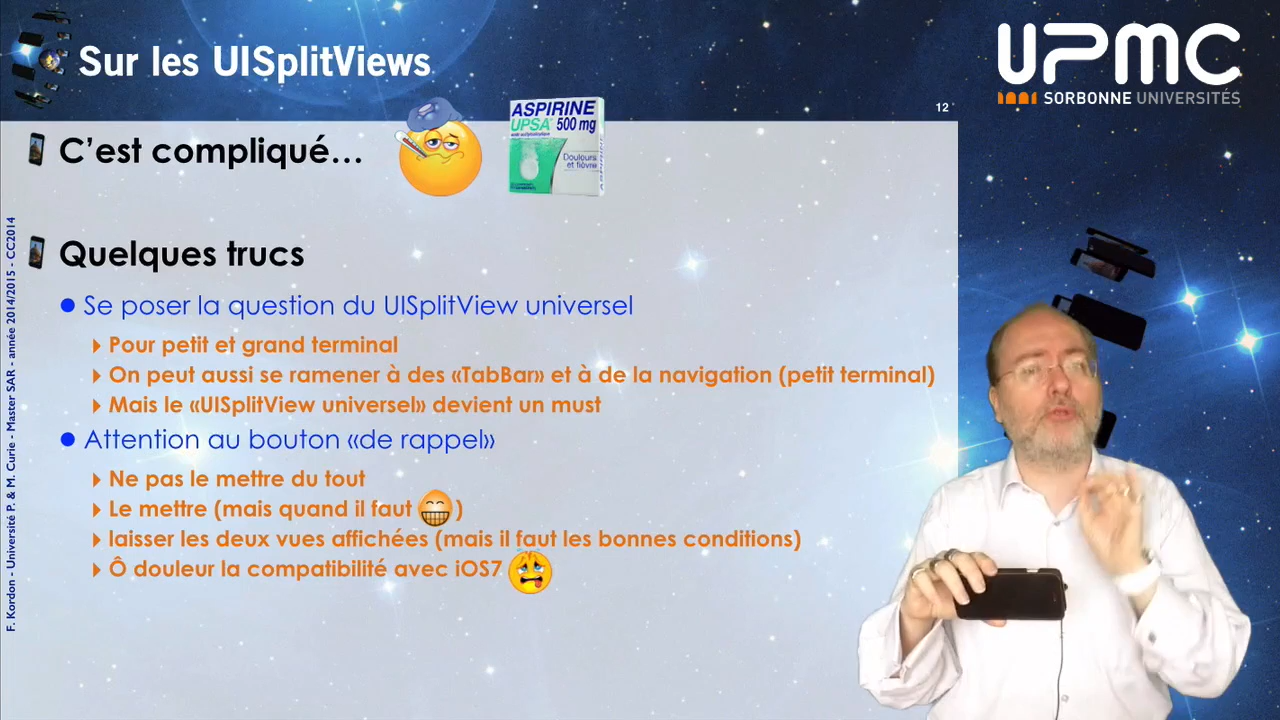 Sur les UISplitViews
UPMC
SORBONNE UNIVERSITÉS
12
C’est compliqué…
ASPIRINE
UPSA 500 mg
Douleurs
et fièvre
Quelques trucs
Se poser la question du UISplitView universel
Pour petit et grand terminal
On peut aussi se ramener à des «TabBar» et à de la navigation (petit terminal)
Mais le «UISplitView universel» devient un must
Attention au bouton «de rappel»
Ne pas le mettre du tout
Le mettre (mais quand il faut )
laisser les deux vues affichées (mais il faut les bonnes conditions)
Ô douleur la compatibilité avec iOS7
F. Kordon - Université P. & M. Curie - Master SAR - année 2014/2015 - CC2014